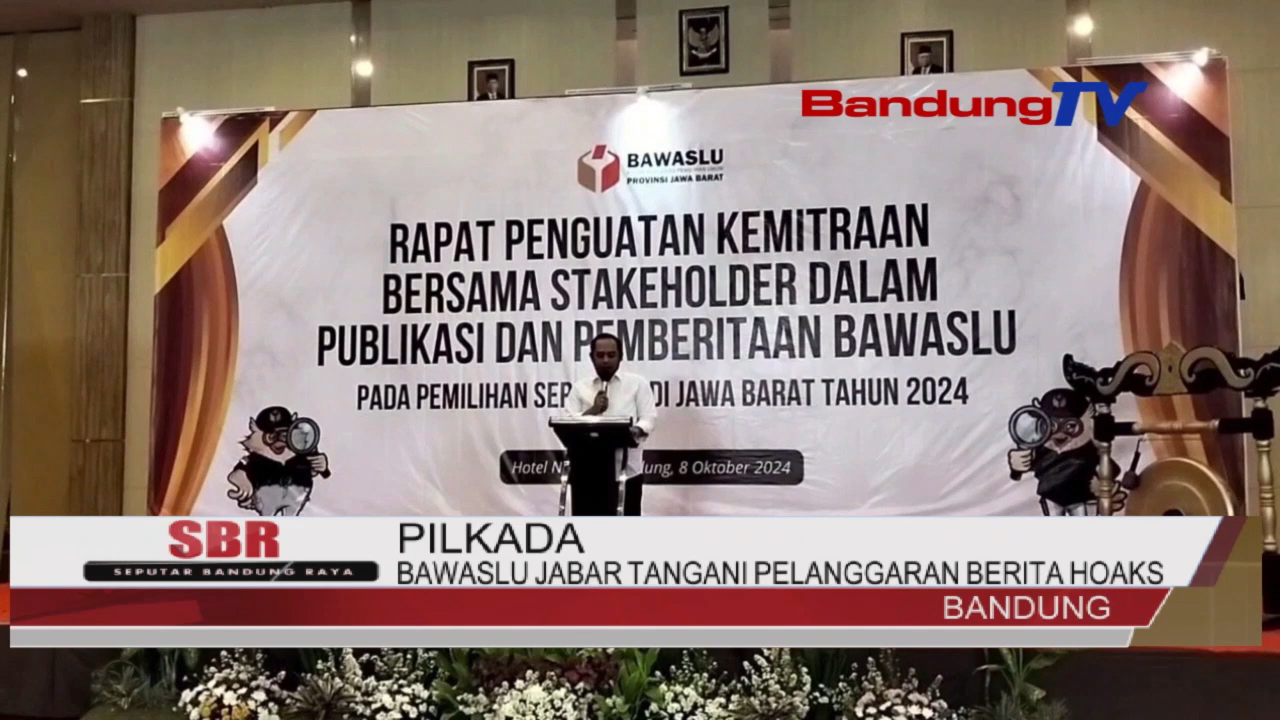 BandungTV
BAWASLU
PROVINSI JAWA BARAT
RAPAT PENGUATAN KEMITRAAN
BERSAMA STAKEHOLDER DALAM
PUBLIKASI DAN PEMBERITAAN BAWASLU
PADA PEMILIHAN DI JAWA BARAT TAHUN 2024
Hotel 8 Oktober 2024
SBR
SEPUTAR BANDUNG RAYA
PILKADA
BAWASLU JABAR TANGANI PELANGGARAN BERITA HOAKS
BANDUNG